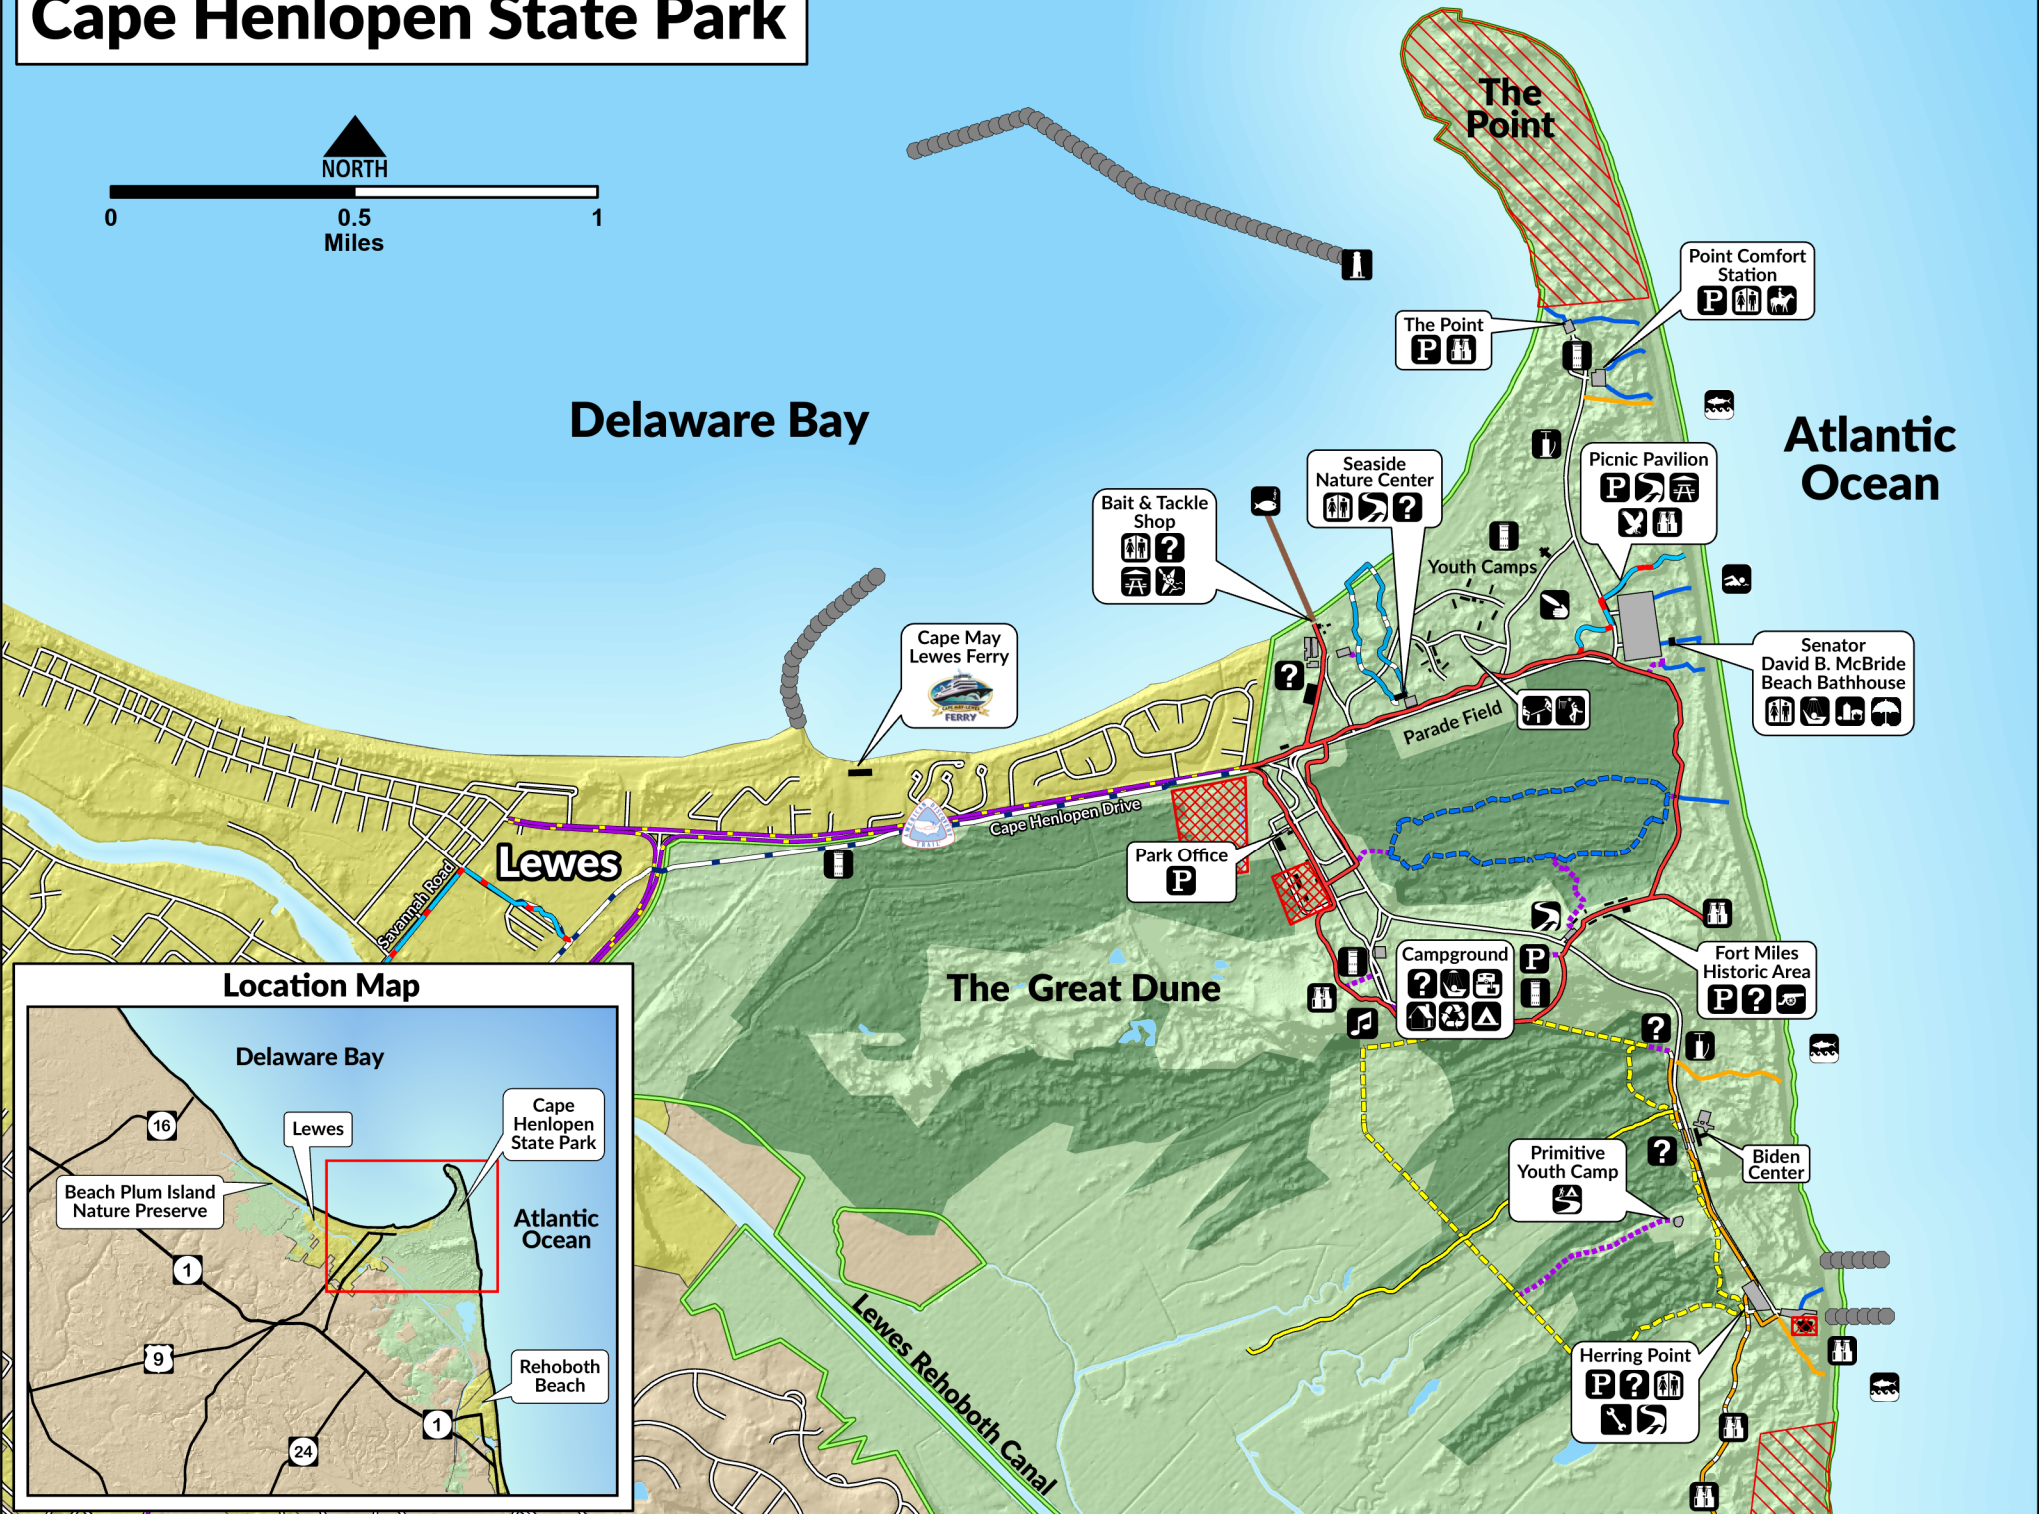 Cape Henlopen State Park
NORTH
0
0.5
1
Miles
The
Point
Point Comfort
Station
P
The Point
P
Delaware Bay
Atlantic
Ocean
Picnic Pavilion
P
Seaside
Nature Center
?
Bait & Tackle
Shop
?
Youth Camps
Cape May
Lewes Ferry
FERRY
?
Senator
David B. McBride
Beach Bathhouse
Parade Field
Cape Henlopen Drive
TRAIL
Lewes
Savannah Road
Park Office
P
Campground
?
P
Fort Miles
Historic Area
P ?
The Great Dune
?
?
Primitive
Youth Camp
Biden
Center
Herring Point
P ?
Lewes Rehoboth Canal
Location Map
Delaware Bay
16
Lewes
Cape
Henlopen
State Park
Beach Plum Island
Nature Preserve
Atlantic
Ocean
1
9
Rehoboth
Beach
1
24